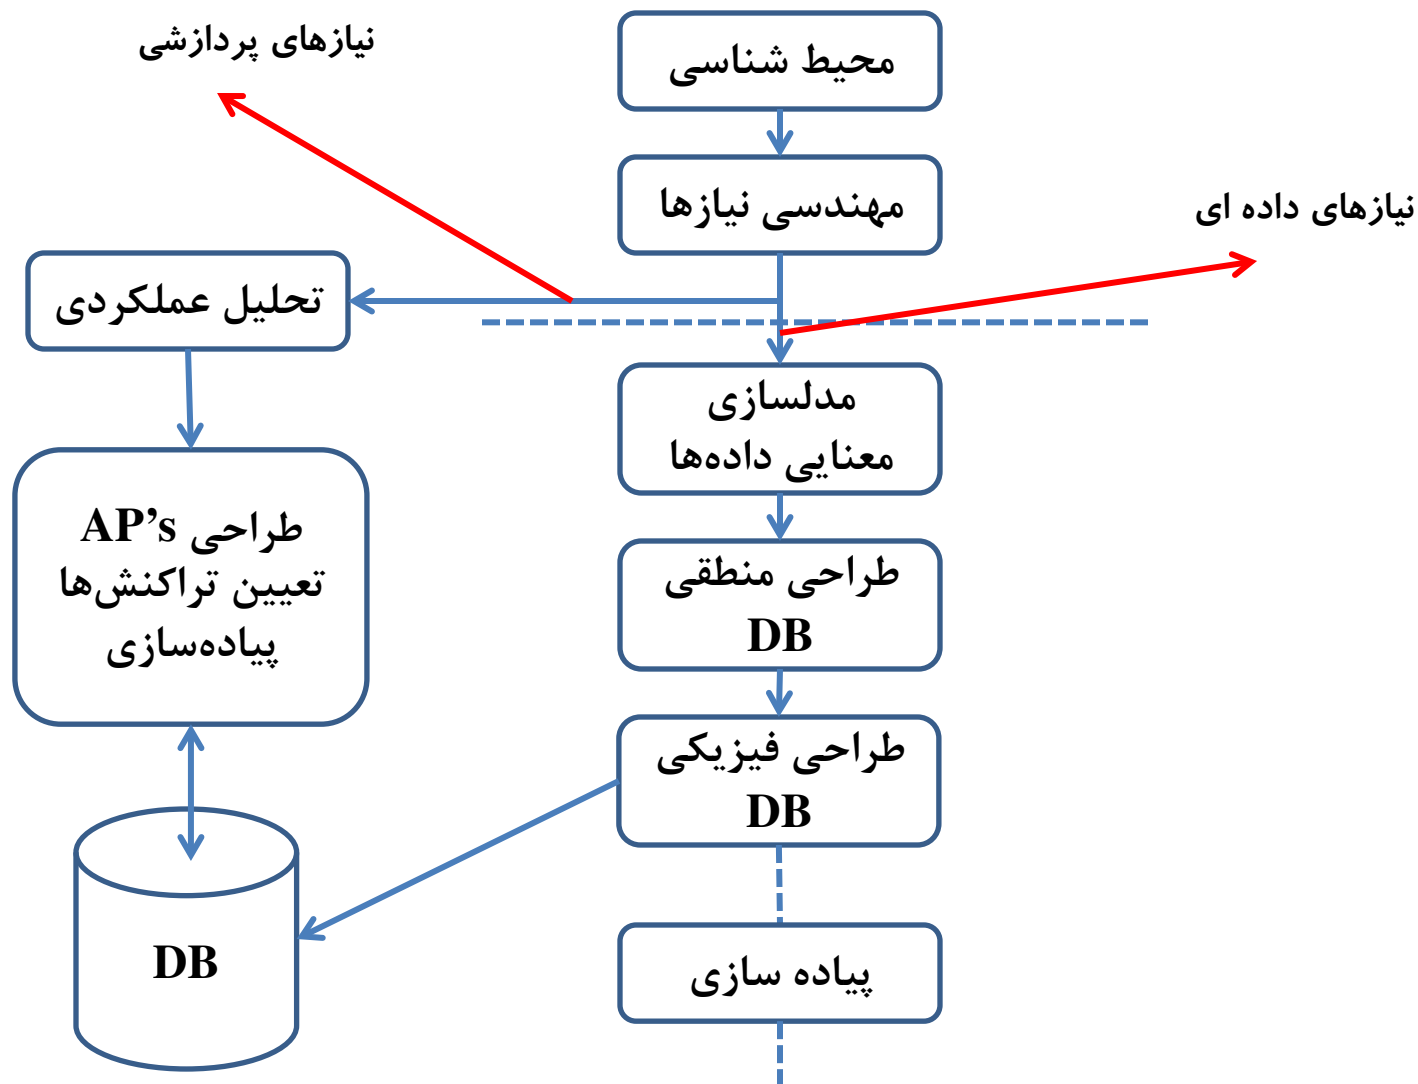 نیازهای پردازشی
محیط شناسی
مهندسی نیازها
نیازهای داده ای
تحلیل عملکردی
مدلسازی
معنایی داده‌ها
طراحی AP’s
تعیین تراکنش‌ها
پیاده‌سازی
طراحی منطقی
DB
طراحی فیزیکی
DB
DB
پیاده سازی